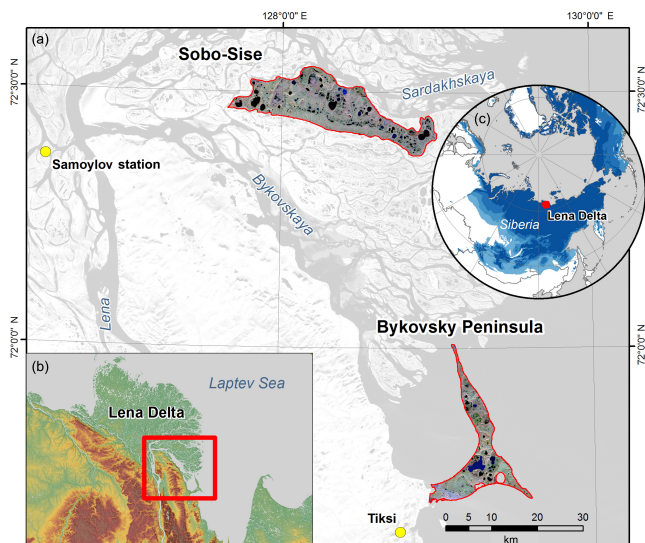 128°0'0" E
130°0'0" E
(a)
Sobo-Sise
72°30'0" N
Sardakhskaya
72°30'0" N
(c)
Samoylov station
Bykovskaya
Siberia
Lena Delta
Lena
Bykovsky Peninsula
72°0'0" N
72°0'0" N
(b)
Laptev Sea
Lena Delta
Tiksi
0 5 10 20 30
km